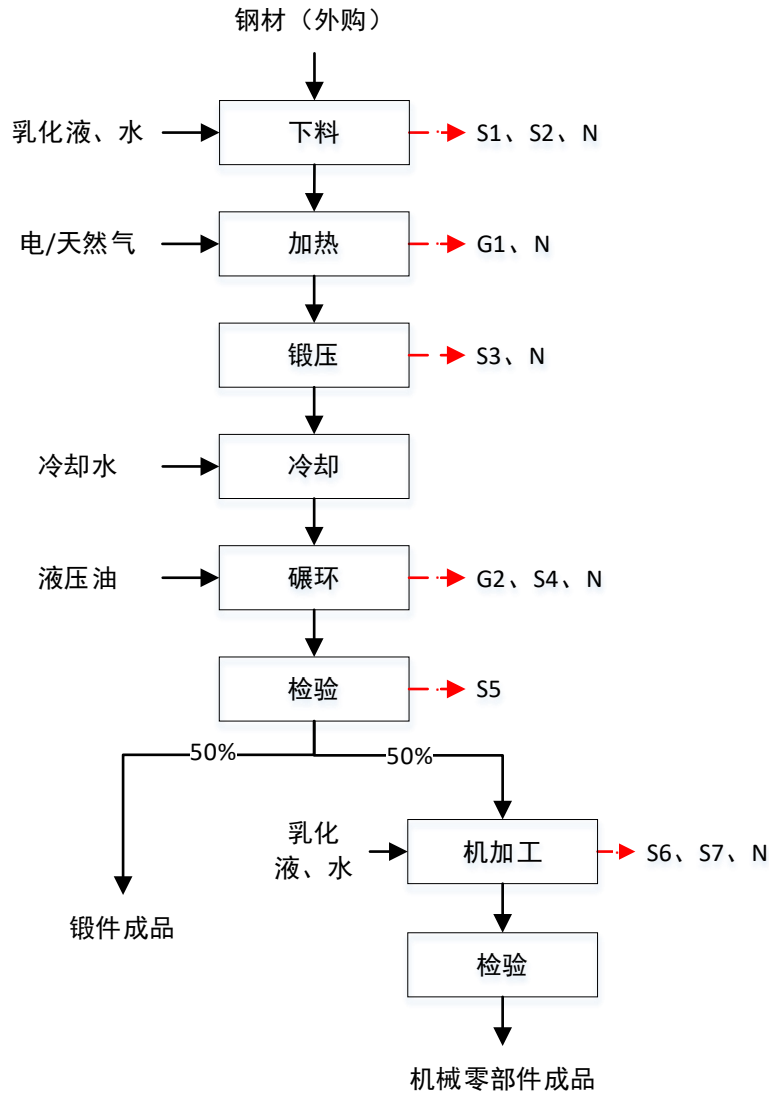 钢材（外购）
乳化液、水
下料
S1、S2、N
电/天然气
加热
G1、N
锻压
S3、N
冷却水
冷却
液压油
碾环
G2、S4、N
检验
S5
50%
50%
乳化
液、水
机加工
S6、S7、N
锻件成品
检验
机械零部件成品